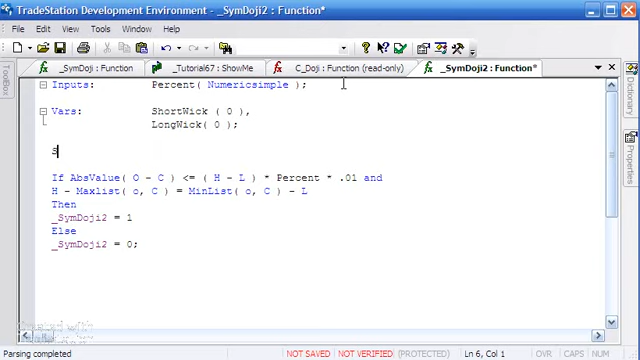 TradeStation Development Environment - _SymDoji2 : Function*
File Edit View Tools Window Help
_SymDoji : Function _Tutorial67 : ShowMe C_Doji : Function (read-only) _SymDoji2 : Function*
ToolBox
Dictionary
Properties
Inputs: Percent( Numericsimple );
Vars: ShortWick ( 0 ),
LongWick( 0 );
S
If AbsValue( O - C ) <= ( H - L ) * Percent * .01 and
H - Maxlist( o, C ) = MinList( o, C ) - L
Then
_SymDoji2 = 1
Else
_SymDoji2 = 0;
Created with
Parsing completed NOT SAVED NOT VERIFIED (PROTECTED) Ln 6, Col 1 OVR CAPS NUM